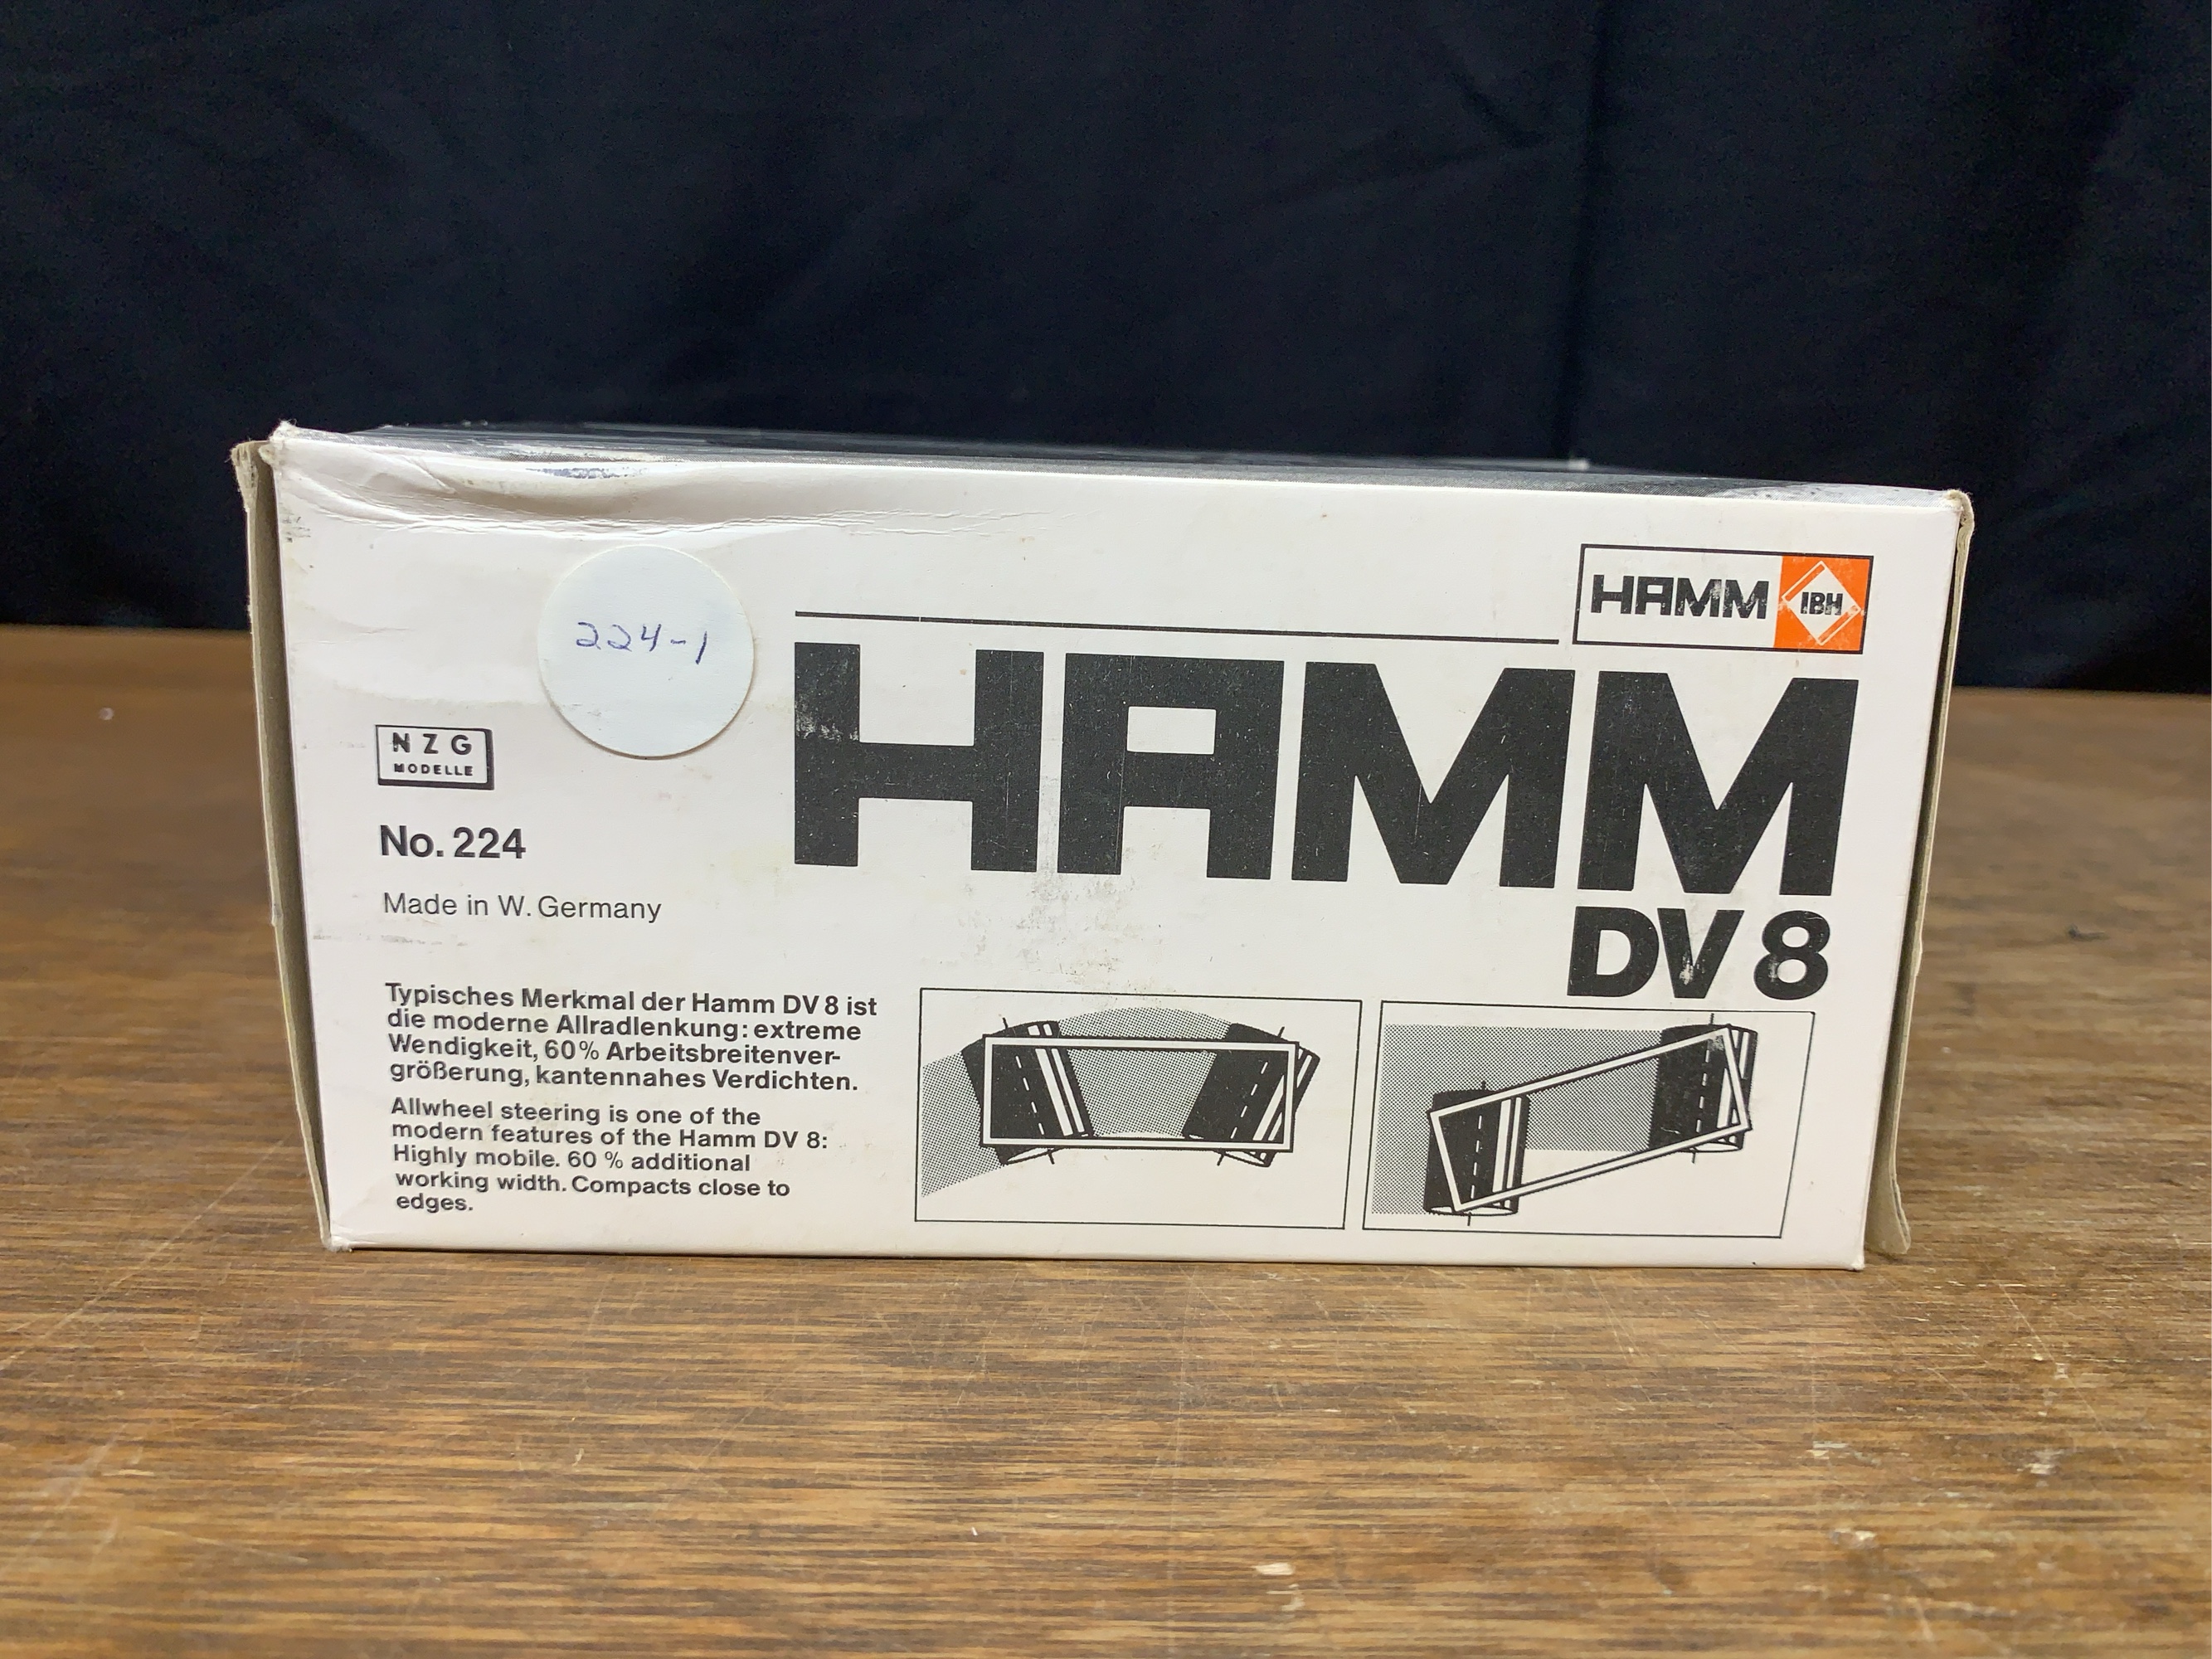 224-1
HAMM IBH
HAMM
DV 8
NZG
MODELLE
No. 224
Made in W. Germany
Typisches Merkmal der Hamm DV 8 ist
die moderne Allradlenkung: extreme
Wendigkeit, 60% Arbeitsbreitenver-
größerung, kantennahes Verdichten.
Allwheel steering is one of the
modern features of the Hamm DV 8:
Highly mobile. 60 % additional
working width. Compacts close to
edges.